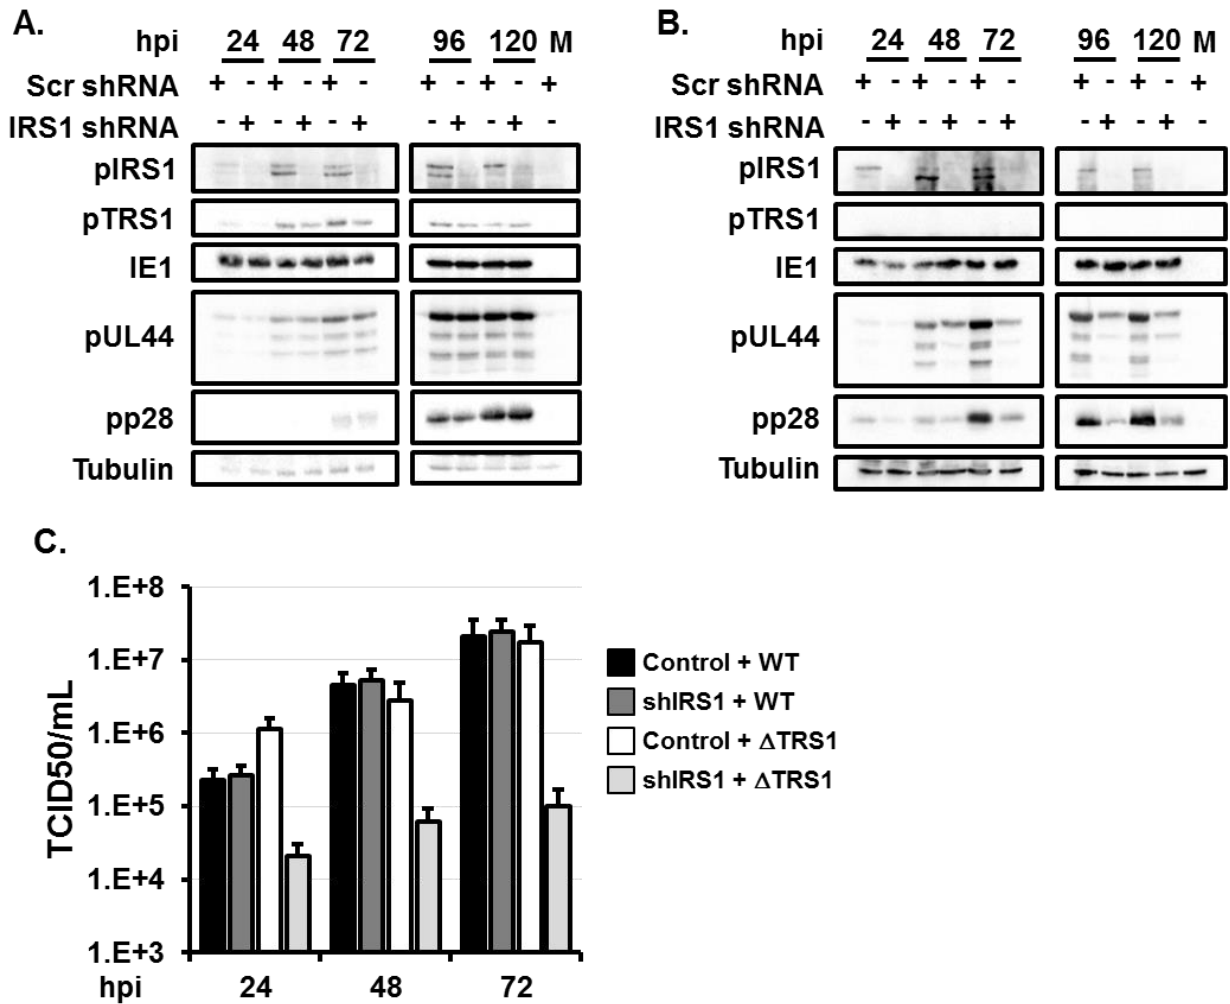 A.
hpi 24 48 72 96 120 M
Scr shRNA + - + - + - + - + - +
IRS1 shRNA - + - + - + - + - + -
pIRS1
pTRS1
IE1
pUL44
pp28
Tubulin
B.
hpi 24 48 72 96 120 M
Scr shRNA + - + - + - + - + - +
IRS1 shRNA - + - + - + - + - + -
pIRS1
pTRS1
IE1
pUL44
pp28
Tubulin
C.
TCID50/mL
1.E+8
1.E+7
1.E+6
1.E+5
1.E+4
1.E+3
hpi 24 48 72
Control + WT
shIRS1 + WT
Control + ΔTRS1
shIRS1 + ΔTRS1